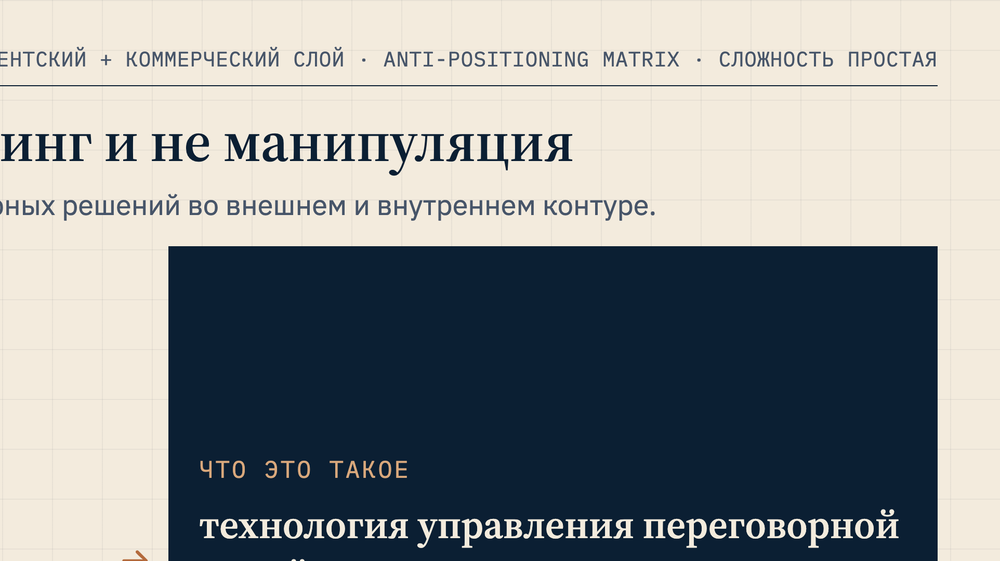 ЕНТСКИЙ + КОММЕРЧЕСКИЙ СЛОЙ · ANTI-POSITIONING MATRIX · СЛОЖНОСТЬ ПРОСТАЯ
инг и не манипуляция
рных решений во внешнем и внутреннем контуре.
ЧТО ЭТО ТАКОЕ
технология управления переговорной